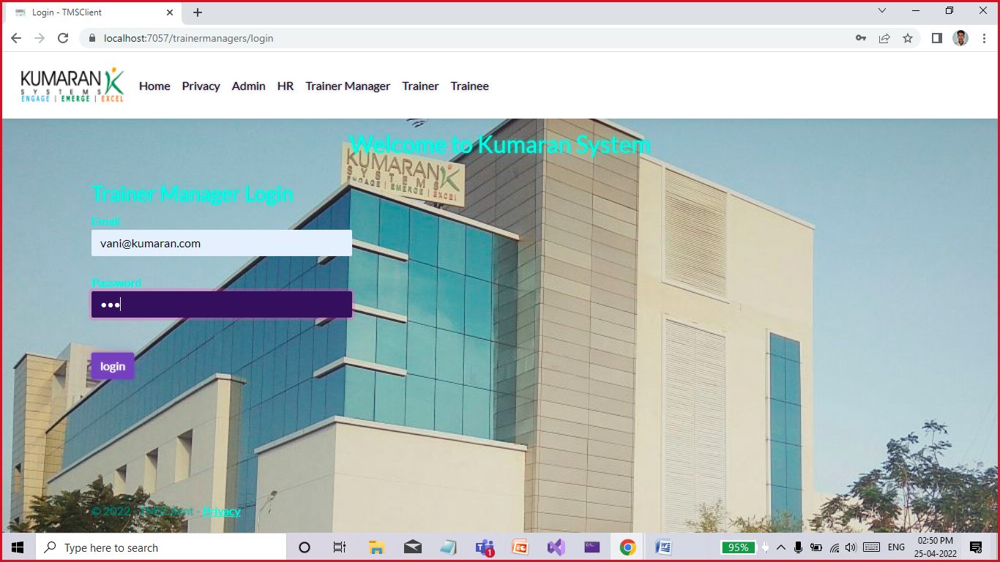 Login - TMSClient
localhost:7057/trainermanagers/login
KUMARAN
SYSTEMS
ENGAGE | EMERGE | EXCEL
Home Privacy Admin HR Trainer Manager Trainer Trainee
Welcome to Kumaran System
KUMARAN
SYSTEMS
ENGAGE | EMERGE | EXCEL
Trainer Manager Login
Email
vani@kumaran.com
Password
login
© 2022 - TMSClient - Privacy
Type here to search
1
95%
ENG
02:50 PM
25-04-2022